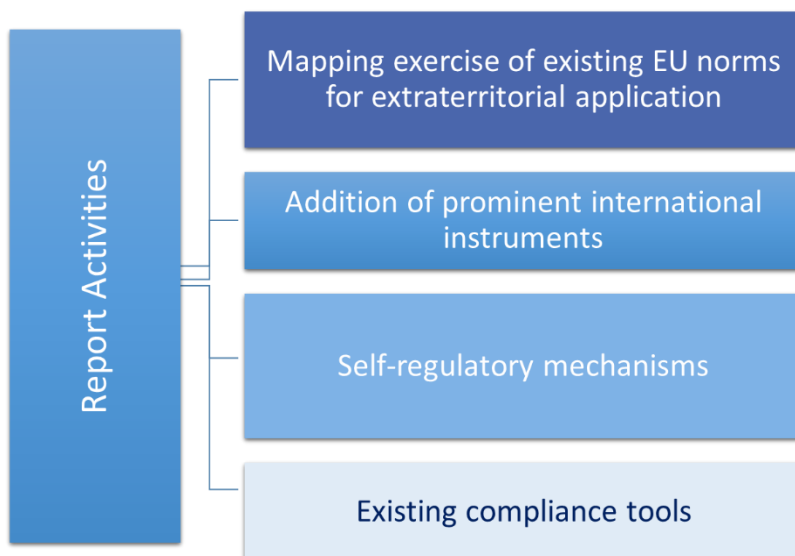 Report Activities
Mapping exercise of existing EU norms
for extraterritorial application
Addition of prominent international
instruments
Self-regulatory mechanisms
Existing compliance tools